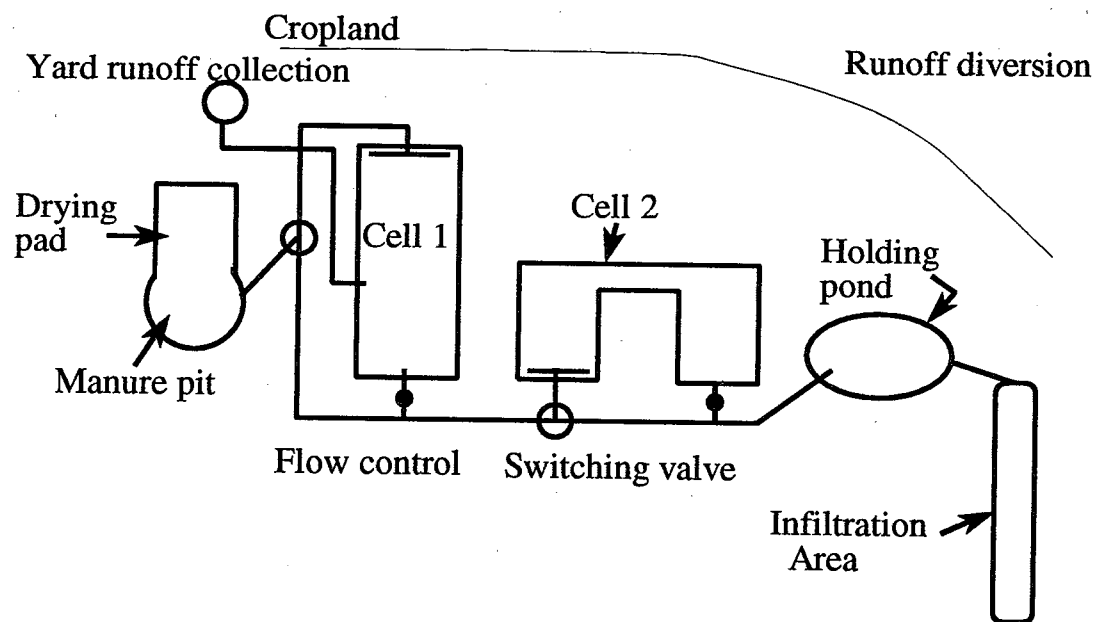 Cropland
Yard runoff collection
Runoff diversion
Drying
pad
Cell 1
Cell 2
Holding
pond
Manure pit
Flow control
Switching valve
Infiltration
Area